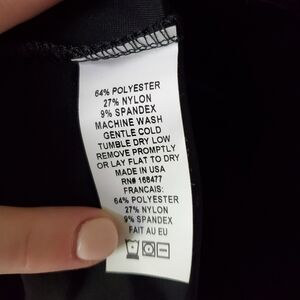 64% POLYESTER
27% NYLON
9% SPANDEX
MACHINE WASH
GENTLE COLD
TUMBLE DRY LOW
REMOVE PROMPTLY
OR LAY FLAT TO DRY
MADE IN USA
RN# 168477
FRANCAIS:
64% POLYESTER
27% NYLON
9% SPANDEX
FAIT AU EU